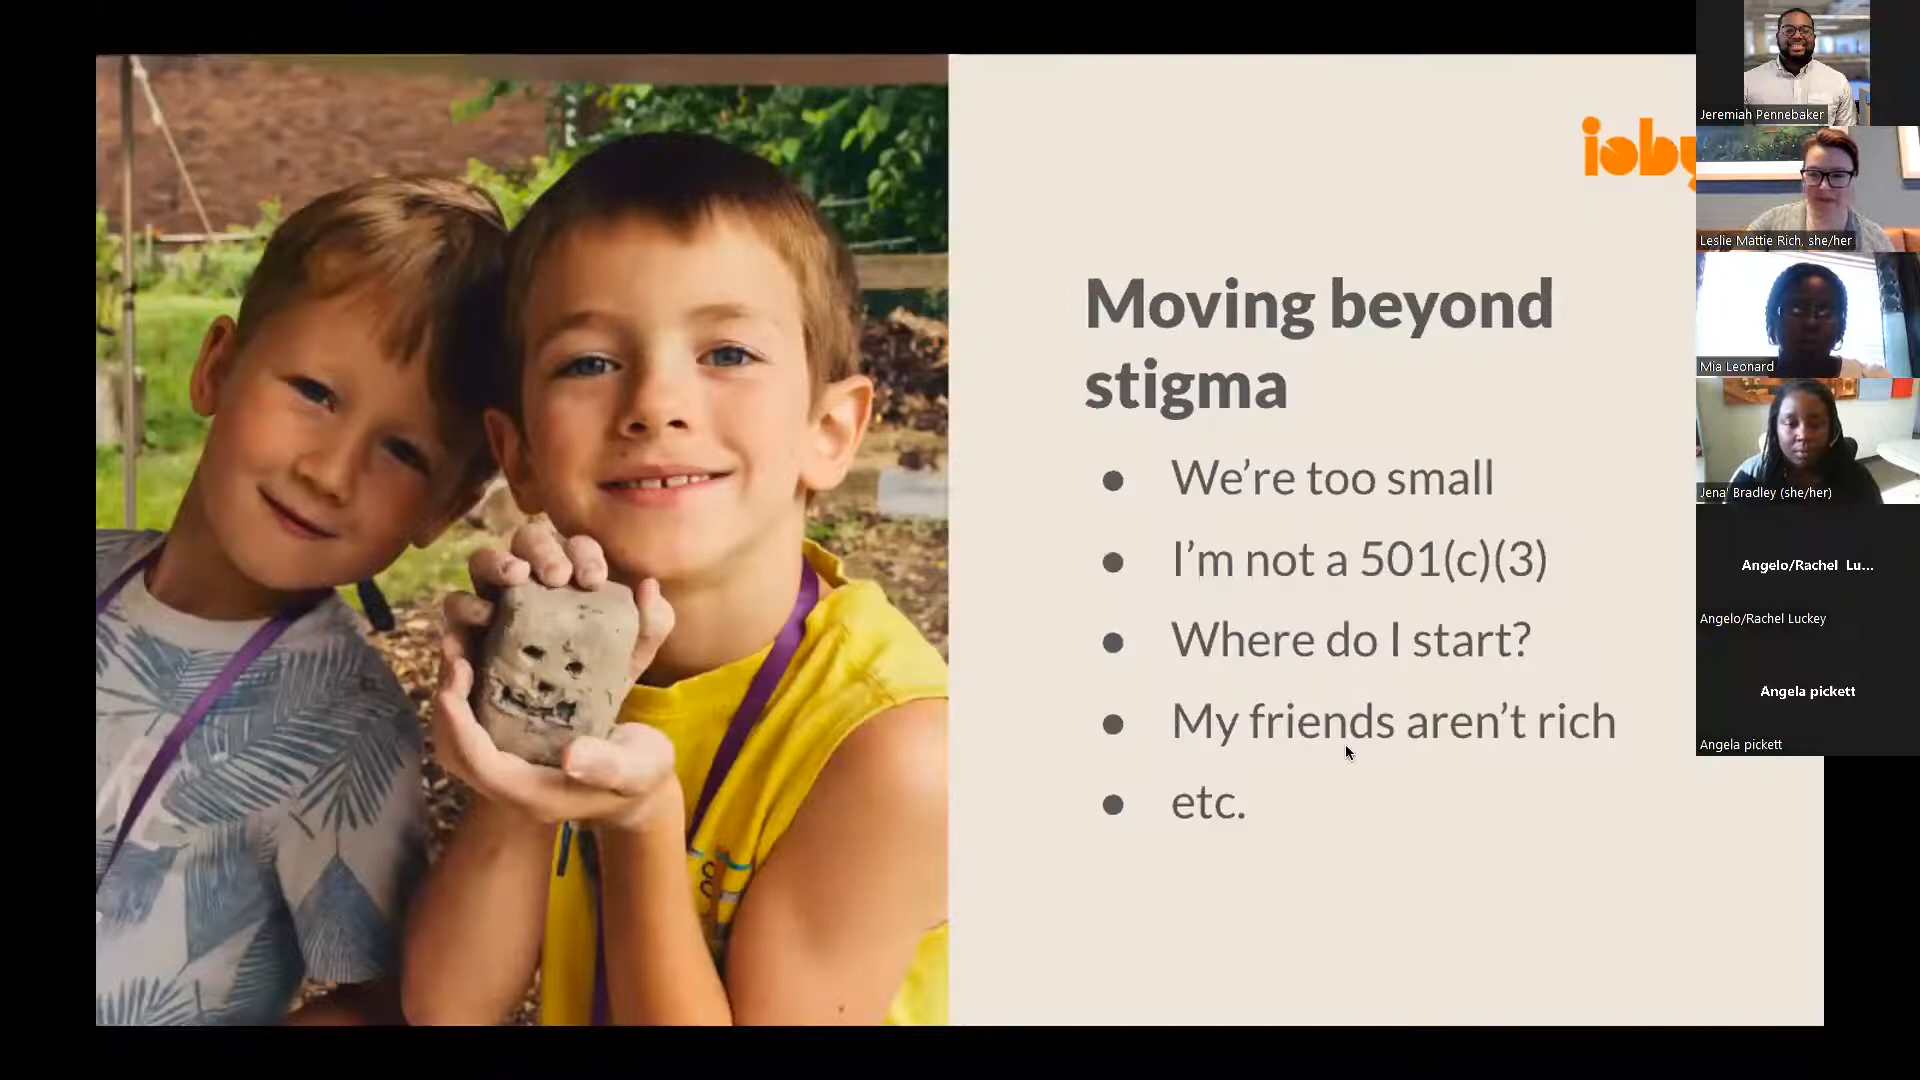 ioby
Moving beyond
stigma
● We’re too small
● I’m not a 501(c)(3)
● Where do I start?
● My friends aren’t rich
● etc.
Jeremiah Pennebaker
Leslie Mattie Rich, she/her
Mia Leonard
Jena' Bradley (she/her)
Angelo/Rachel Lu...
Angelo/Rachel Luckey
Angela pickett
Angela pickett